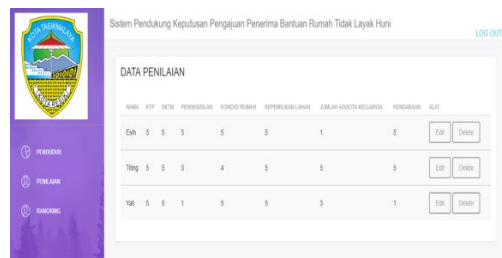 KOTA TASIKMALAYA
Sistem Pendukung Keputusan Pengajuan Penerima Bantuan Rumah Tidak Layak Huni
LOG OUT
DATA PENILAIAN
NAMA KTP SKTM PENGHASILAN KONDISI RUMAH KEPEMILIKAN LAHAN JUMLAH ANGGOTA KELUARGA KENDARAAN ALAT
Esih 5 5 5 5 5 1 5 Edit Delete
Titing 5 5 3 4 5 5 5 Edit Delete
Yati 5 5 1 5 5 3 1 Edit Delete
PENDUDUK
PENILAIAN
RANGKING